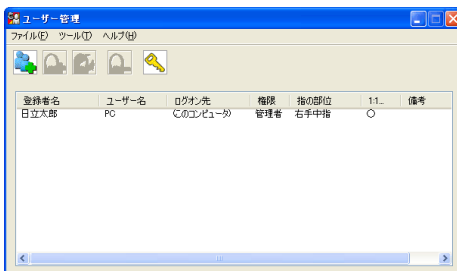 ユーザー管理
ファイル(F) ツール(T) ヘルプ(H)
登録者名 ユーザー名 ログオン先 権限 指の部位 1:1... 備考
日立太郎 PC (このコンピュータ) 管理者 右手中指 ○